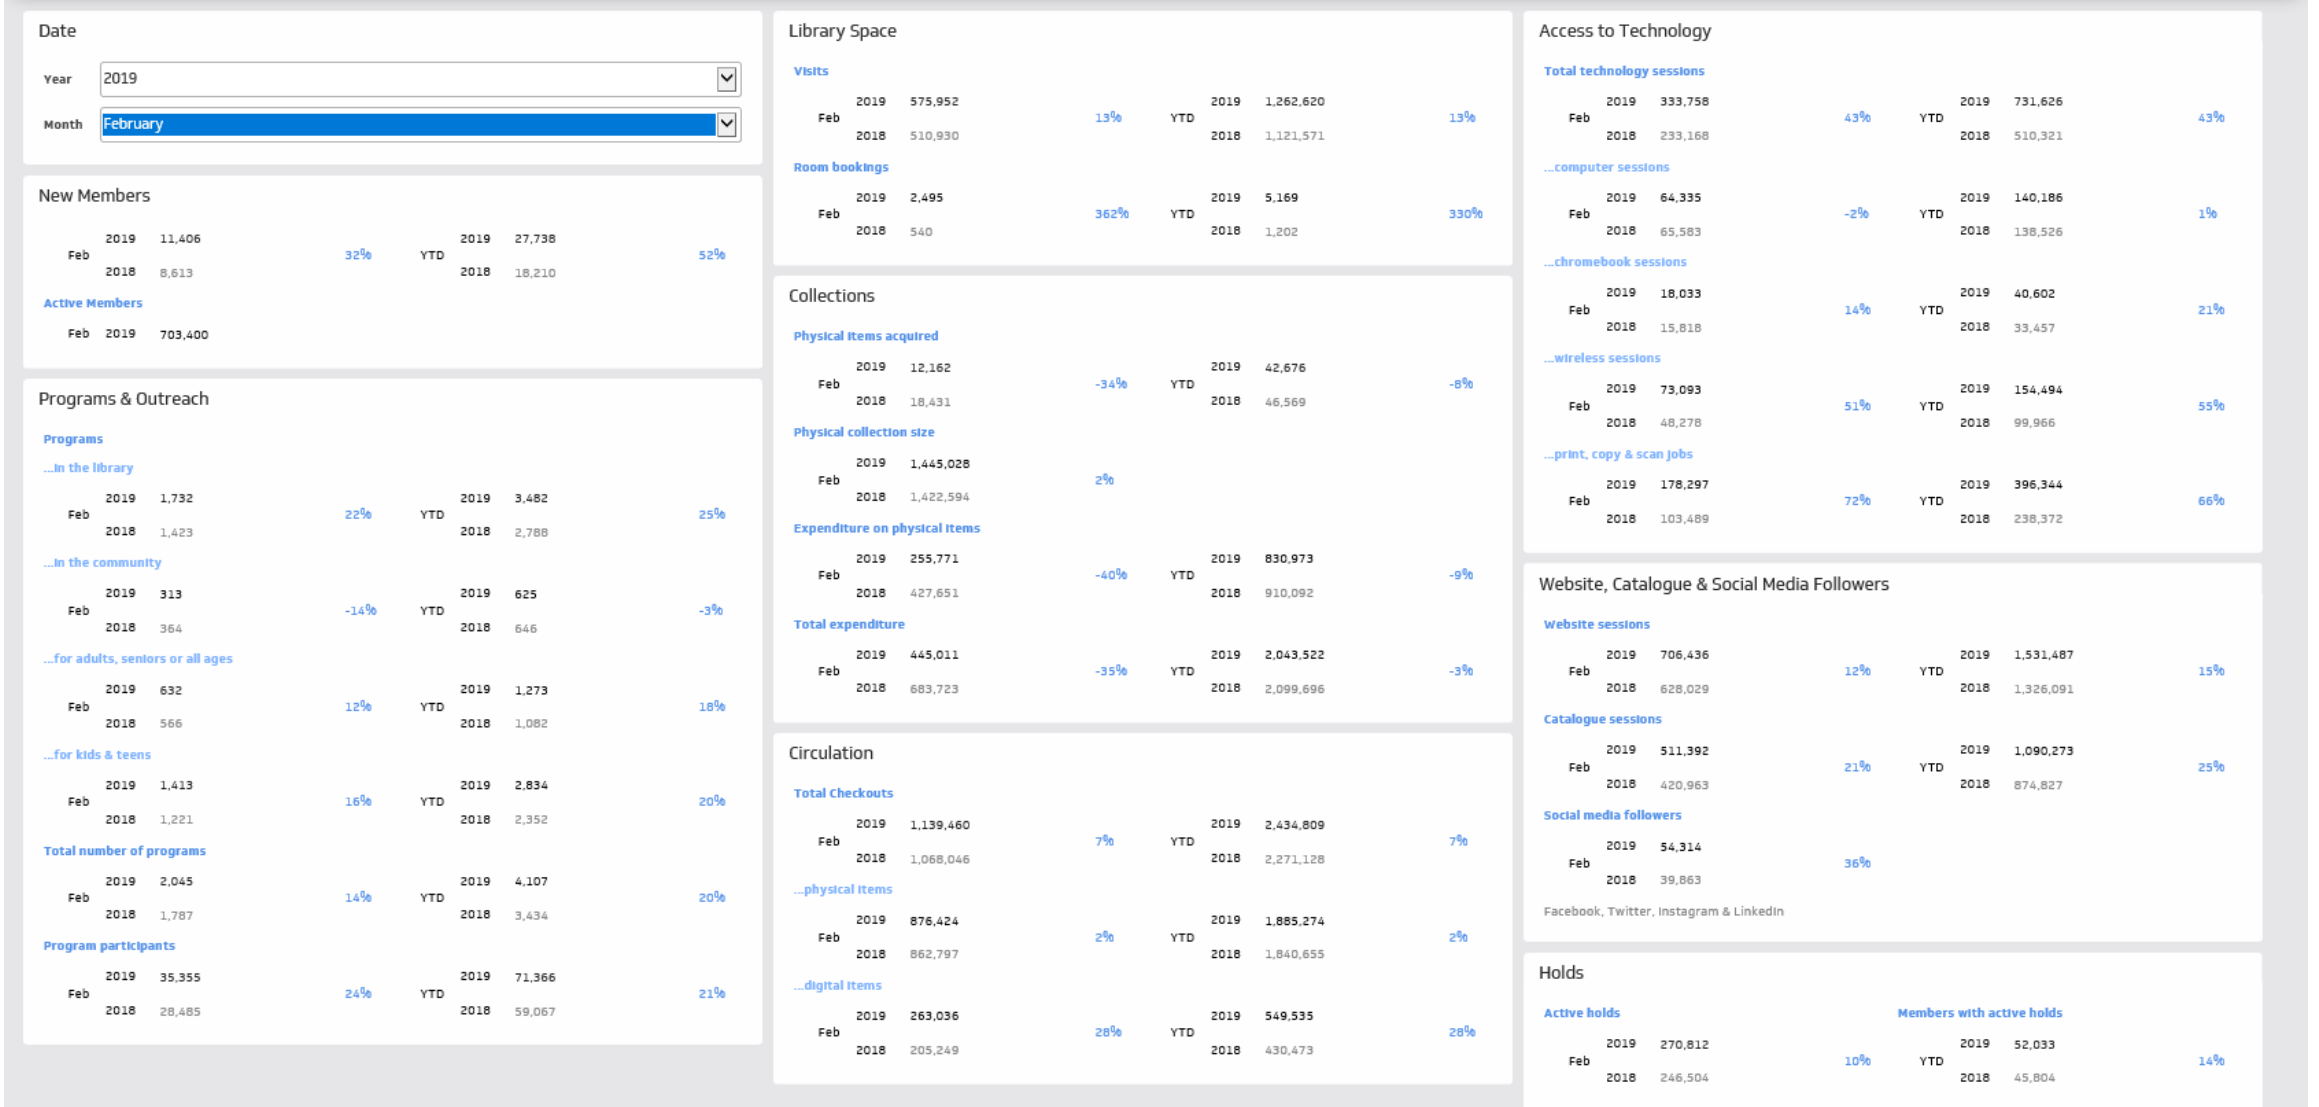 Date
Year 2019
Month February
New Members
2019 11,406 2019 27,738
Feb 32% YTD 52%
2018 8,613 2018 18,210
Active Members
Feb 2019 703,400
Programs & Outreach
Programs
...in the library
2019 1,732 2019 3,482
Feb 22% YTD 25%
2018 1,423 2018 2,788
...in the community
2019 313 2019 625
Feb -14% YTD -3%
2018 364 2018 646
...for adults, seniors or all ages
2019 632 2019 1,273
Feb 12% YTD 18%
2018 566 2018 1,082
...for kids & teens
2019 1,413 2019 2,834
Feb 16% YTD 20%
2018 1,221 2018 2,352
Total number of programs
2019 2,045 2019 4,107
Feb 14% YTD 20%
2018 1,787 2018 3,434
Program participants
2019 35,355 2019 71,366
Feb 24% YTD 21%
2018 28,485 2018 59,067
Library Space
Visits
2019 575,952 2019 1,262,620
Feb 13% YTD 13%
2018 510,930 2018 1,121,571
Room bookings
2019 2,495 2019 5,169
Feb 362% YTD 330%
2018 540 2018 1,202
Collections
Physical items acquired
2019 12,162 2019 42,676
Feb -34% YTD -8%
2018 18,431 2018 46,569
Physical collection size
2019 1,445,028
Feb 2%
2018 1,422,594
Expenditure on physical items
2019 255,771 2019 830,973
Feb -40% YTD -9%
2018 427,651 2018 910,092
Total expenditure
2019 445,011 2019 2,043,522
Feb -35% YTD -3%
2018 683,723 2018 2,099,696
Circulation
Total Checkouts
2019 1,139,460 2019 2,434,809
Feb 7% YTD 7%
2018 1,068,046 2018 2,271,128
...physical items
2019 876,424 2019 1,885,274
Feb 2% YTD 2%
2018 862,797 2018 1,840,655
...digital items
2019 263,036 2019 549,535
Feb 28% YTD 28%
2018 205,249 2018 430,473
Access to Technology
Total technology sessions
2019 333,758 2019 731,626
Feb 43% YTD 43%
2018 233,168 2018 510,321
...computer sessions
2019 64,335 2019 140,186
Feb -2% YTD 1%
2018 65,583 2018 138,526
...chromebook sessions
2019 18,033 2019 40,602
Feb 14% YTD 21%
2018 15,818 2018 33,457
...wireless sessions
2019 73,093 2019 154,494
Feb 51% YTD 55%
2018 48,278 2018 99,966
...print, copy & scan jobs
2019 178,297 2019 396,344
Feb 72% YTD 66%
2018 103,489 2018 238,372
Website, Catalogue & Social Media Followers
Website sessions
2019 706,436 2019 1,531,487
Feb 12% YTD 15%
2018 628,029 2018 1,326,091
Catalogue sessions
2019 511,392 2019 1,090,273
Feb 21% YTD 25%
2018 420,963 2018 874,827
Social media followers
2019 54,314
Feb 36%
2018 39,863
Facebook, Twitter, Instagram & LinkedIn
Holds
Active holds Members with active holds
2019 270,812 2019 52,033
Feb 10% YTD 14%
2018 246,504 2018 45,804